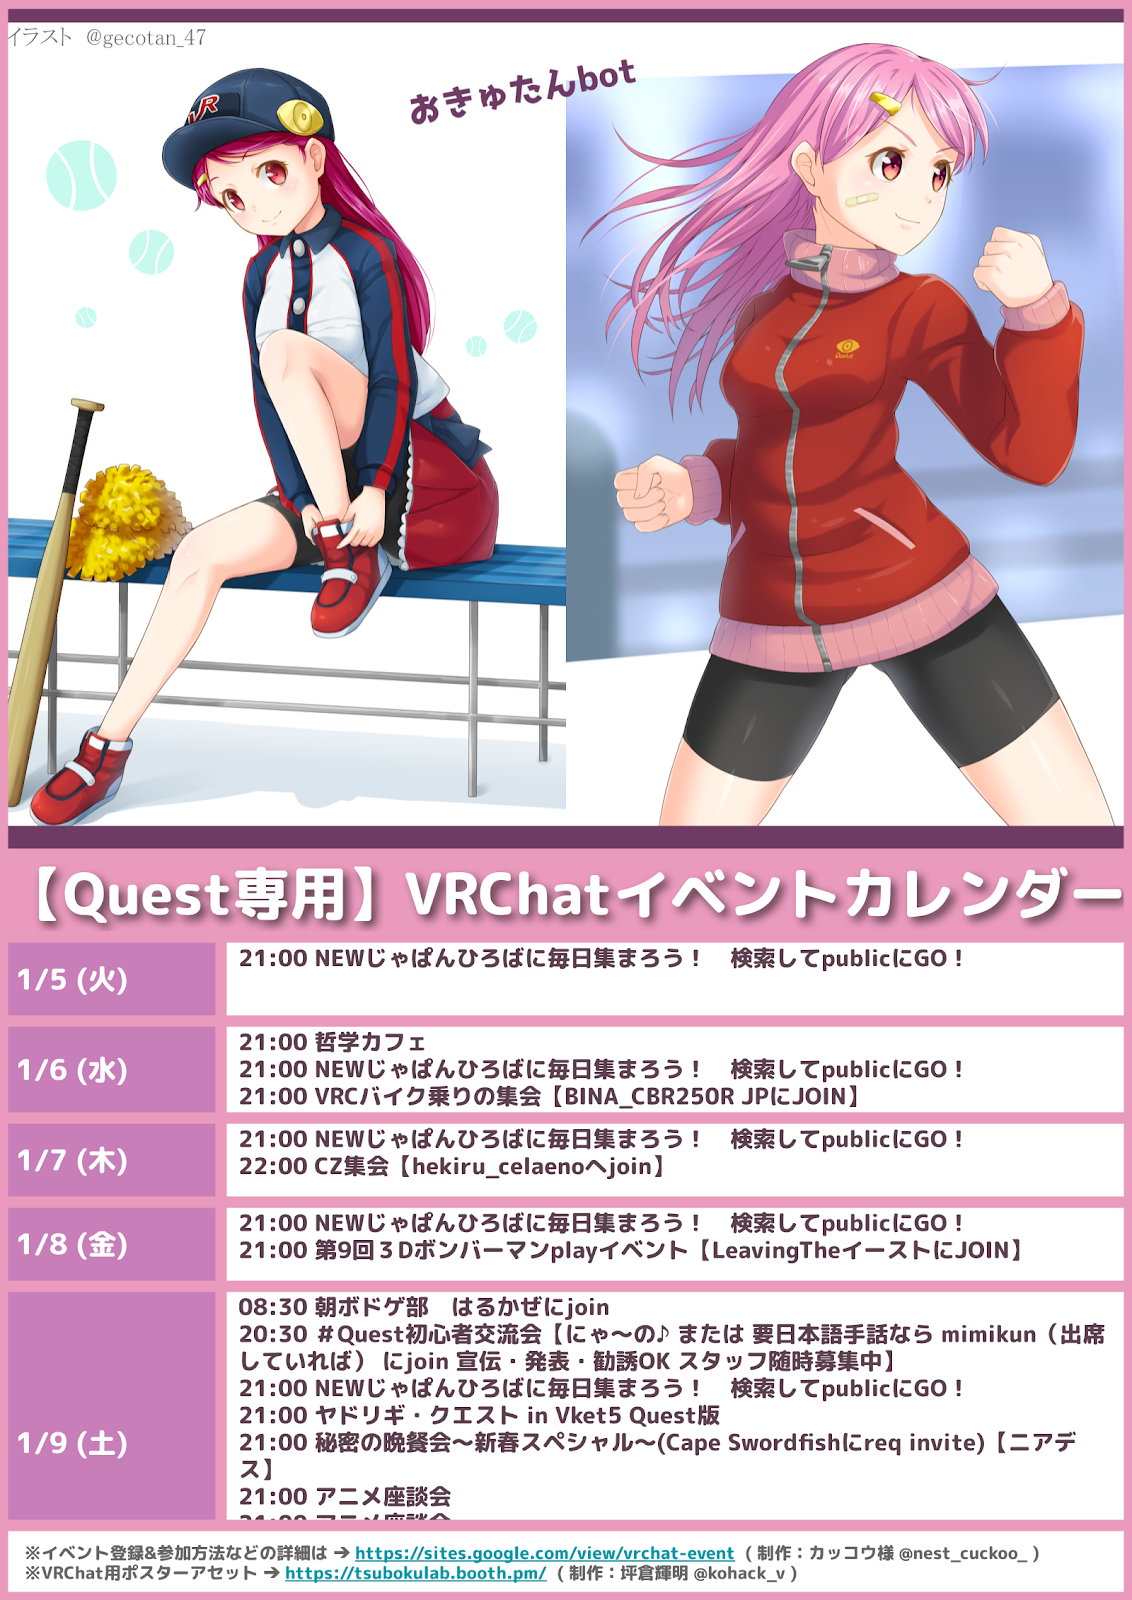 イラスト @gecotan_47
おきゅたんbot
VR
Quest
【Quest専用】VRChatイベントカレンダー
1/5 (火)
21:00 NEWじゃぱんひろばに毎日集まろう！　検索してpublicにGO！
1/6 (水)
21:00 哲学カフェ
21:00 NEWじゃぱんひろばに毎日集まろう！　検索してpublicにGO！
21:00 VRCバイク乗りの集会【BINA_CBR250R JPにJOIN】
1/7 (木)
21:00 NEWじゃぱんひろばに毎日集まろう！　検索してpublicにGO！
22:00 CZ集会【hekiru_celaenoへjoin】
1/8 (金)
21:00 NEWじゃぱんひろばに毎日集まろう！　検索してpublicにGO！
21:00 第9回３Dボンバーマンplayイベント【LeavingTheイーストにJOIN】
1/9 (土)
08:30 朝ボドゲ部　はるかぜにjoin
20:30 ＃Quest初心者交流会【にゃ～の♪ または 要日本語手話なら mimikun（出席
していれば） にjoin 宣伝・発表・勧誘OK スタッフ随時募集中】
21:00 NEWじゃぱんひろばに毎日集まろう！　検索してpublicにGO！
21:00 ヤドリギ・クエスト in Vket5 Quest版
21:00 秘密の晩餐会～新春スペシャル～(Cape Swordfishにreq invite)【ニアデ
ス】
21:00 アニメ座談会
21:00 アニメ座談会
※イベント登録&参加方法などの詳細は ➔ https://sites.google.com/view/vrchat-event ( 制作：カッコウ様 @nest_cuckoo_ )
※VRChat用ポスターアセット ➔ https://tsubokulab.booth.pm/ ( 制作：坪倉輝明 @kohack_v )